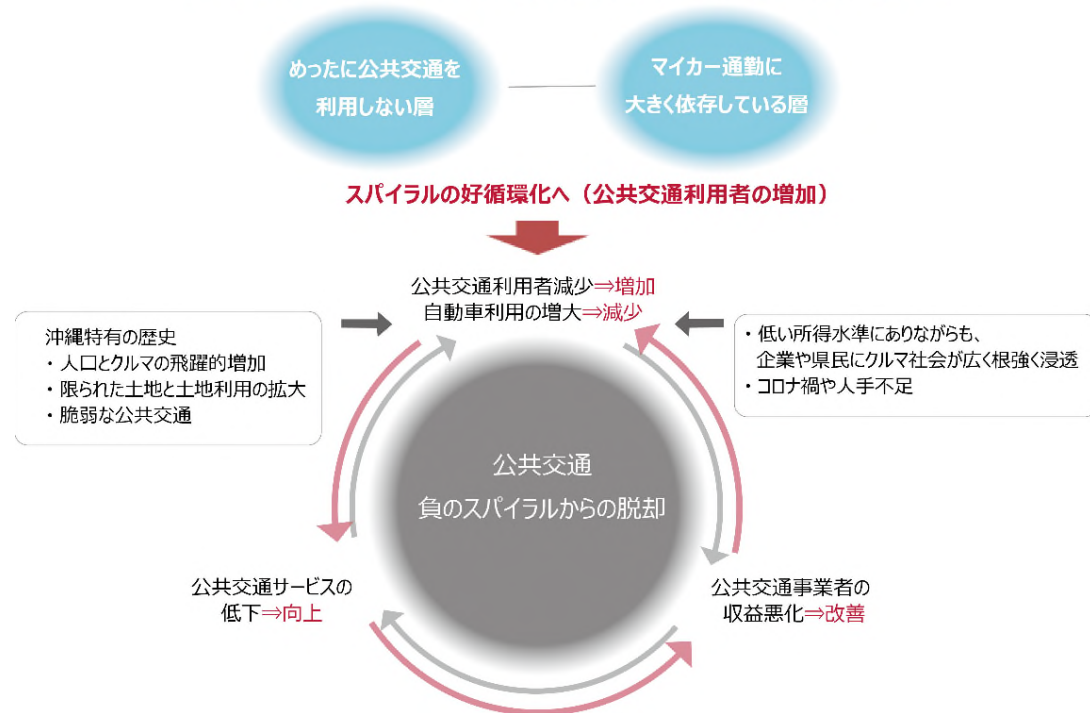 めったに公共交通を
利用しない層
マイカー通勤に
大きく依存している層
スパイラルの好循環化へ（公共交通利用者の増加）
公共交通利用者減少⇒増加
自動車利用の増大⇒減少
沖縄特有の歴史
・人口とクルマの飛躍的増加
・限られた土地と土地利用の拡大
・脆弱な公共交通
・低い所得水準にありながらも、
企業や県民にクルマ社会が広く根強く浸透
・コロナ禍や人手不足
公共交通
負のスパイラルからの脱却
公共交通サービスの
低下⇒向上
公共交通事業者の
収益悪化⇒改善